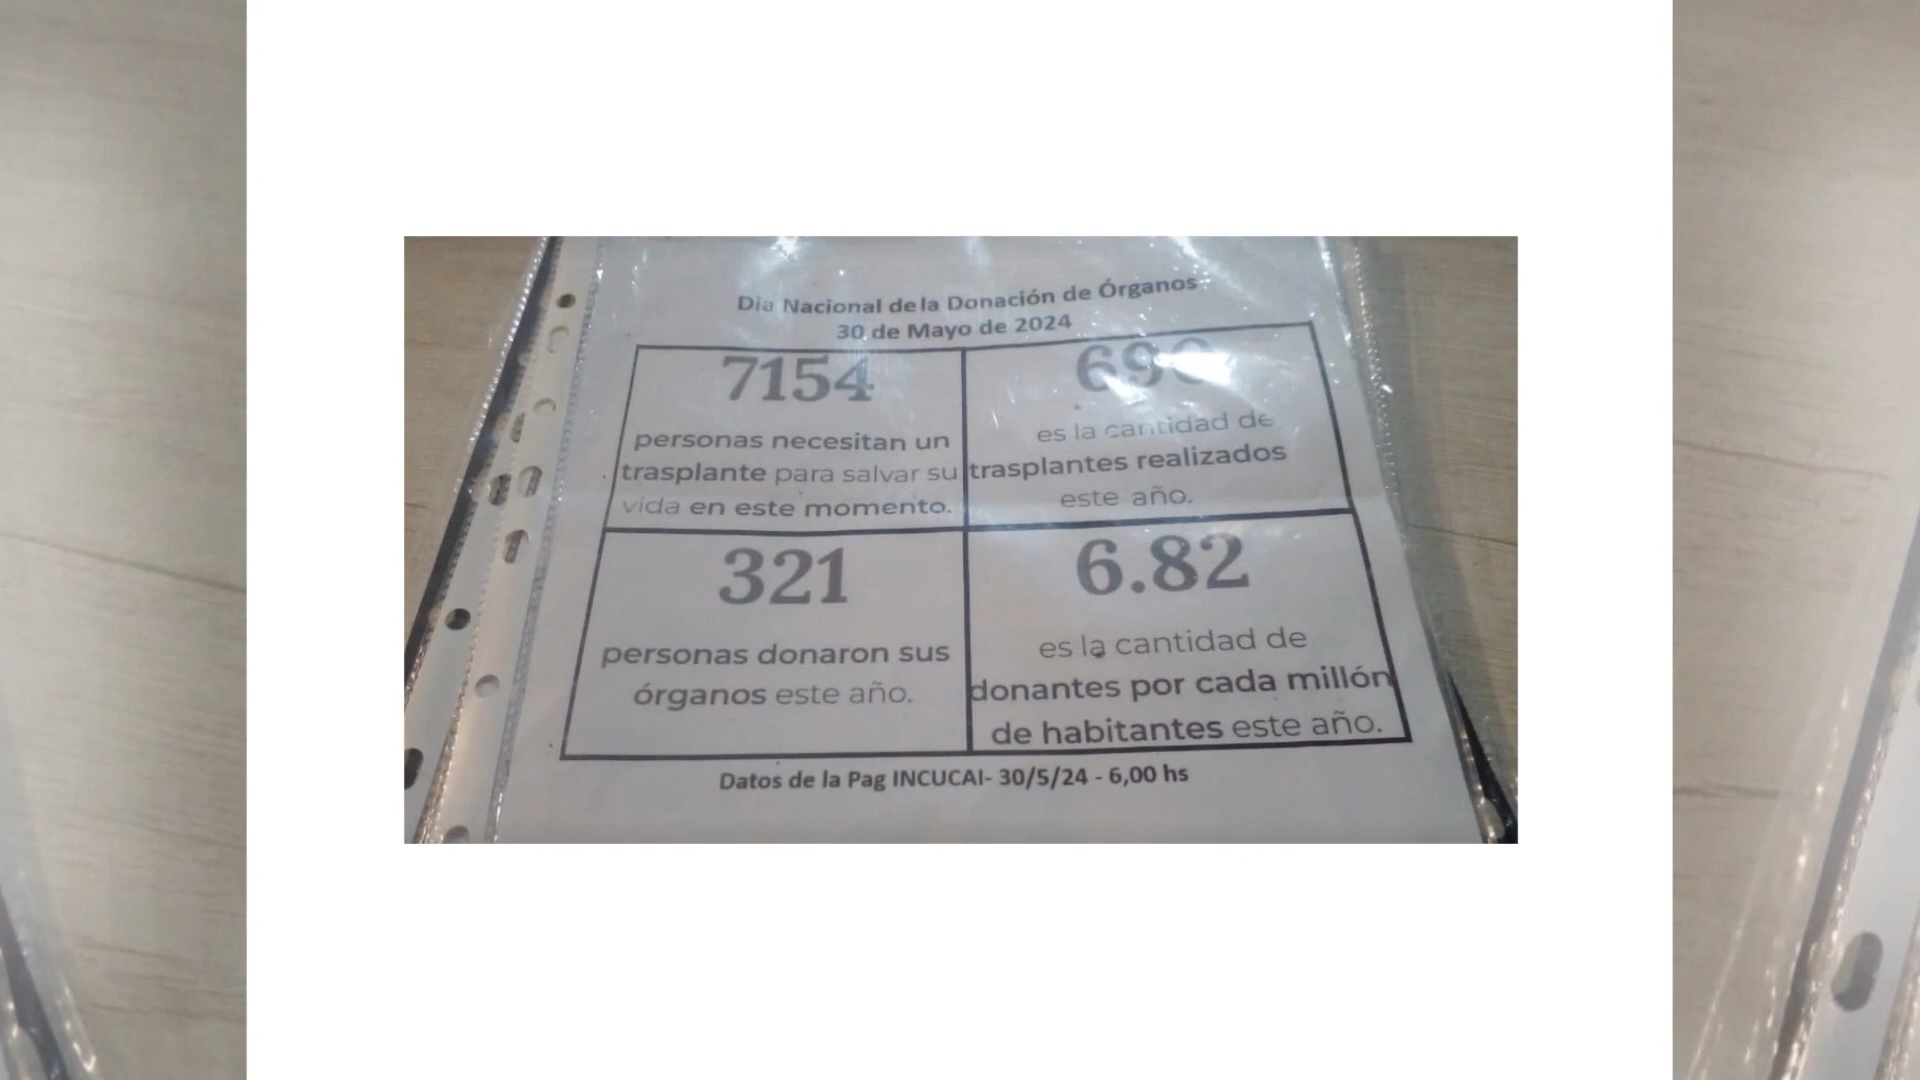 Dia Nacional de la Donación de Órganos
30 de Mayo de 2024
7154
personas necesitan un
trasplante para salvar su
vida en este momento.
es la cantidad de
trasplantes realizados
este año.
321
personas donaron sus
órganos este año.
6.82
es la cantidad de
donantes por cada millón
de habitantes este año.
Datos de la Pag INCUCAI- 30/5/24 - 6,00 hs